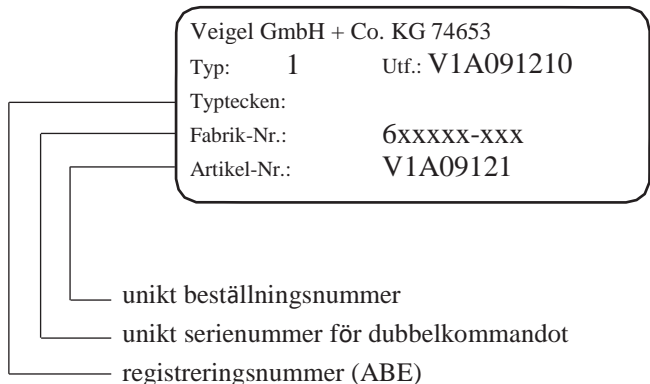 Veigel GmbH + Co. KG 74653
Typ: 1 Utf.: V1A091210
Typtecken:
Fabrik-Nr.: 6xxxxx-xxx
Artikel-Nr.: V1A09121
unikt beställningsnummer
unikt serienummer för dubbelkommandot
registreringsnummer (ABE)